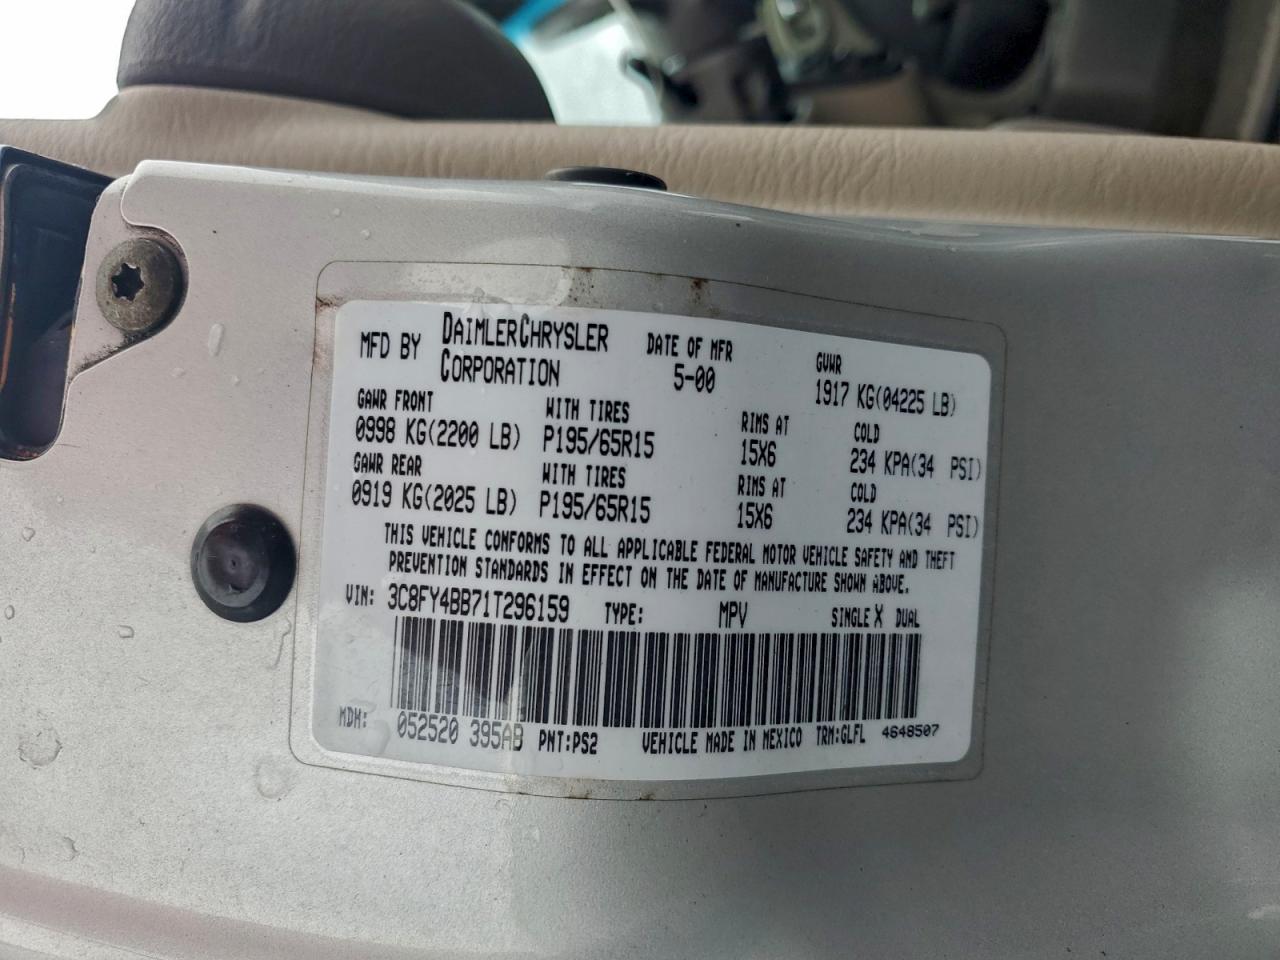 MFD BY DAIMLERCHRYSLER CORPORATION DATE OF MFR 5-00 GVWR 1917 KG(04225 LB)
GAWR FRONT WITH TIRES RIMS AT COLD
0998 KG(2200 LB) P195/65R15 15X6 234 KPA(34 PSI)
GAWR REAR WITH TIRES RIMS AT COLD
0919 KG(2025 LB) P195/65R15 15X6 234 KPA(34 PSI)
THIS VEHICLE CONFORMS TO ALL APPLICABLE FEDERAL MOTOR VEHICLE SAFETY AND THEFT
PREVENTION STANDARDS IN EFFECT ON THE DATE OF MANUFACTURE SHOWN ABOVE.
VIN: 3C8FY4BB71T296159 TYPE: MPV SINGLE X DUAL
MDH: 052520 395AB PNT:PS2 VEHICLE MADE IN MEXICO TRM:GLFL 4648507